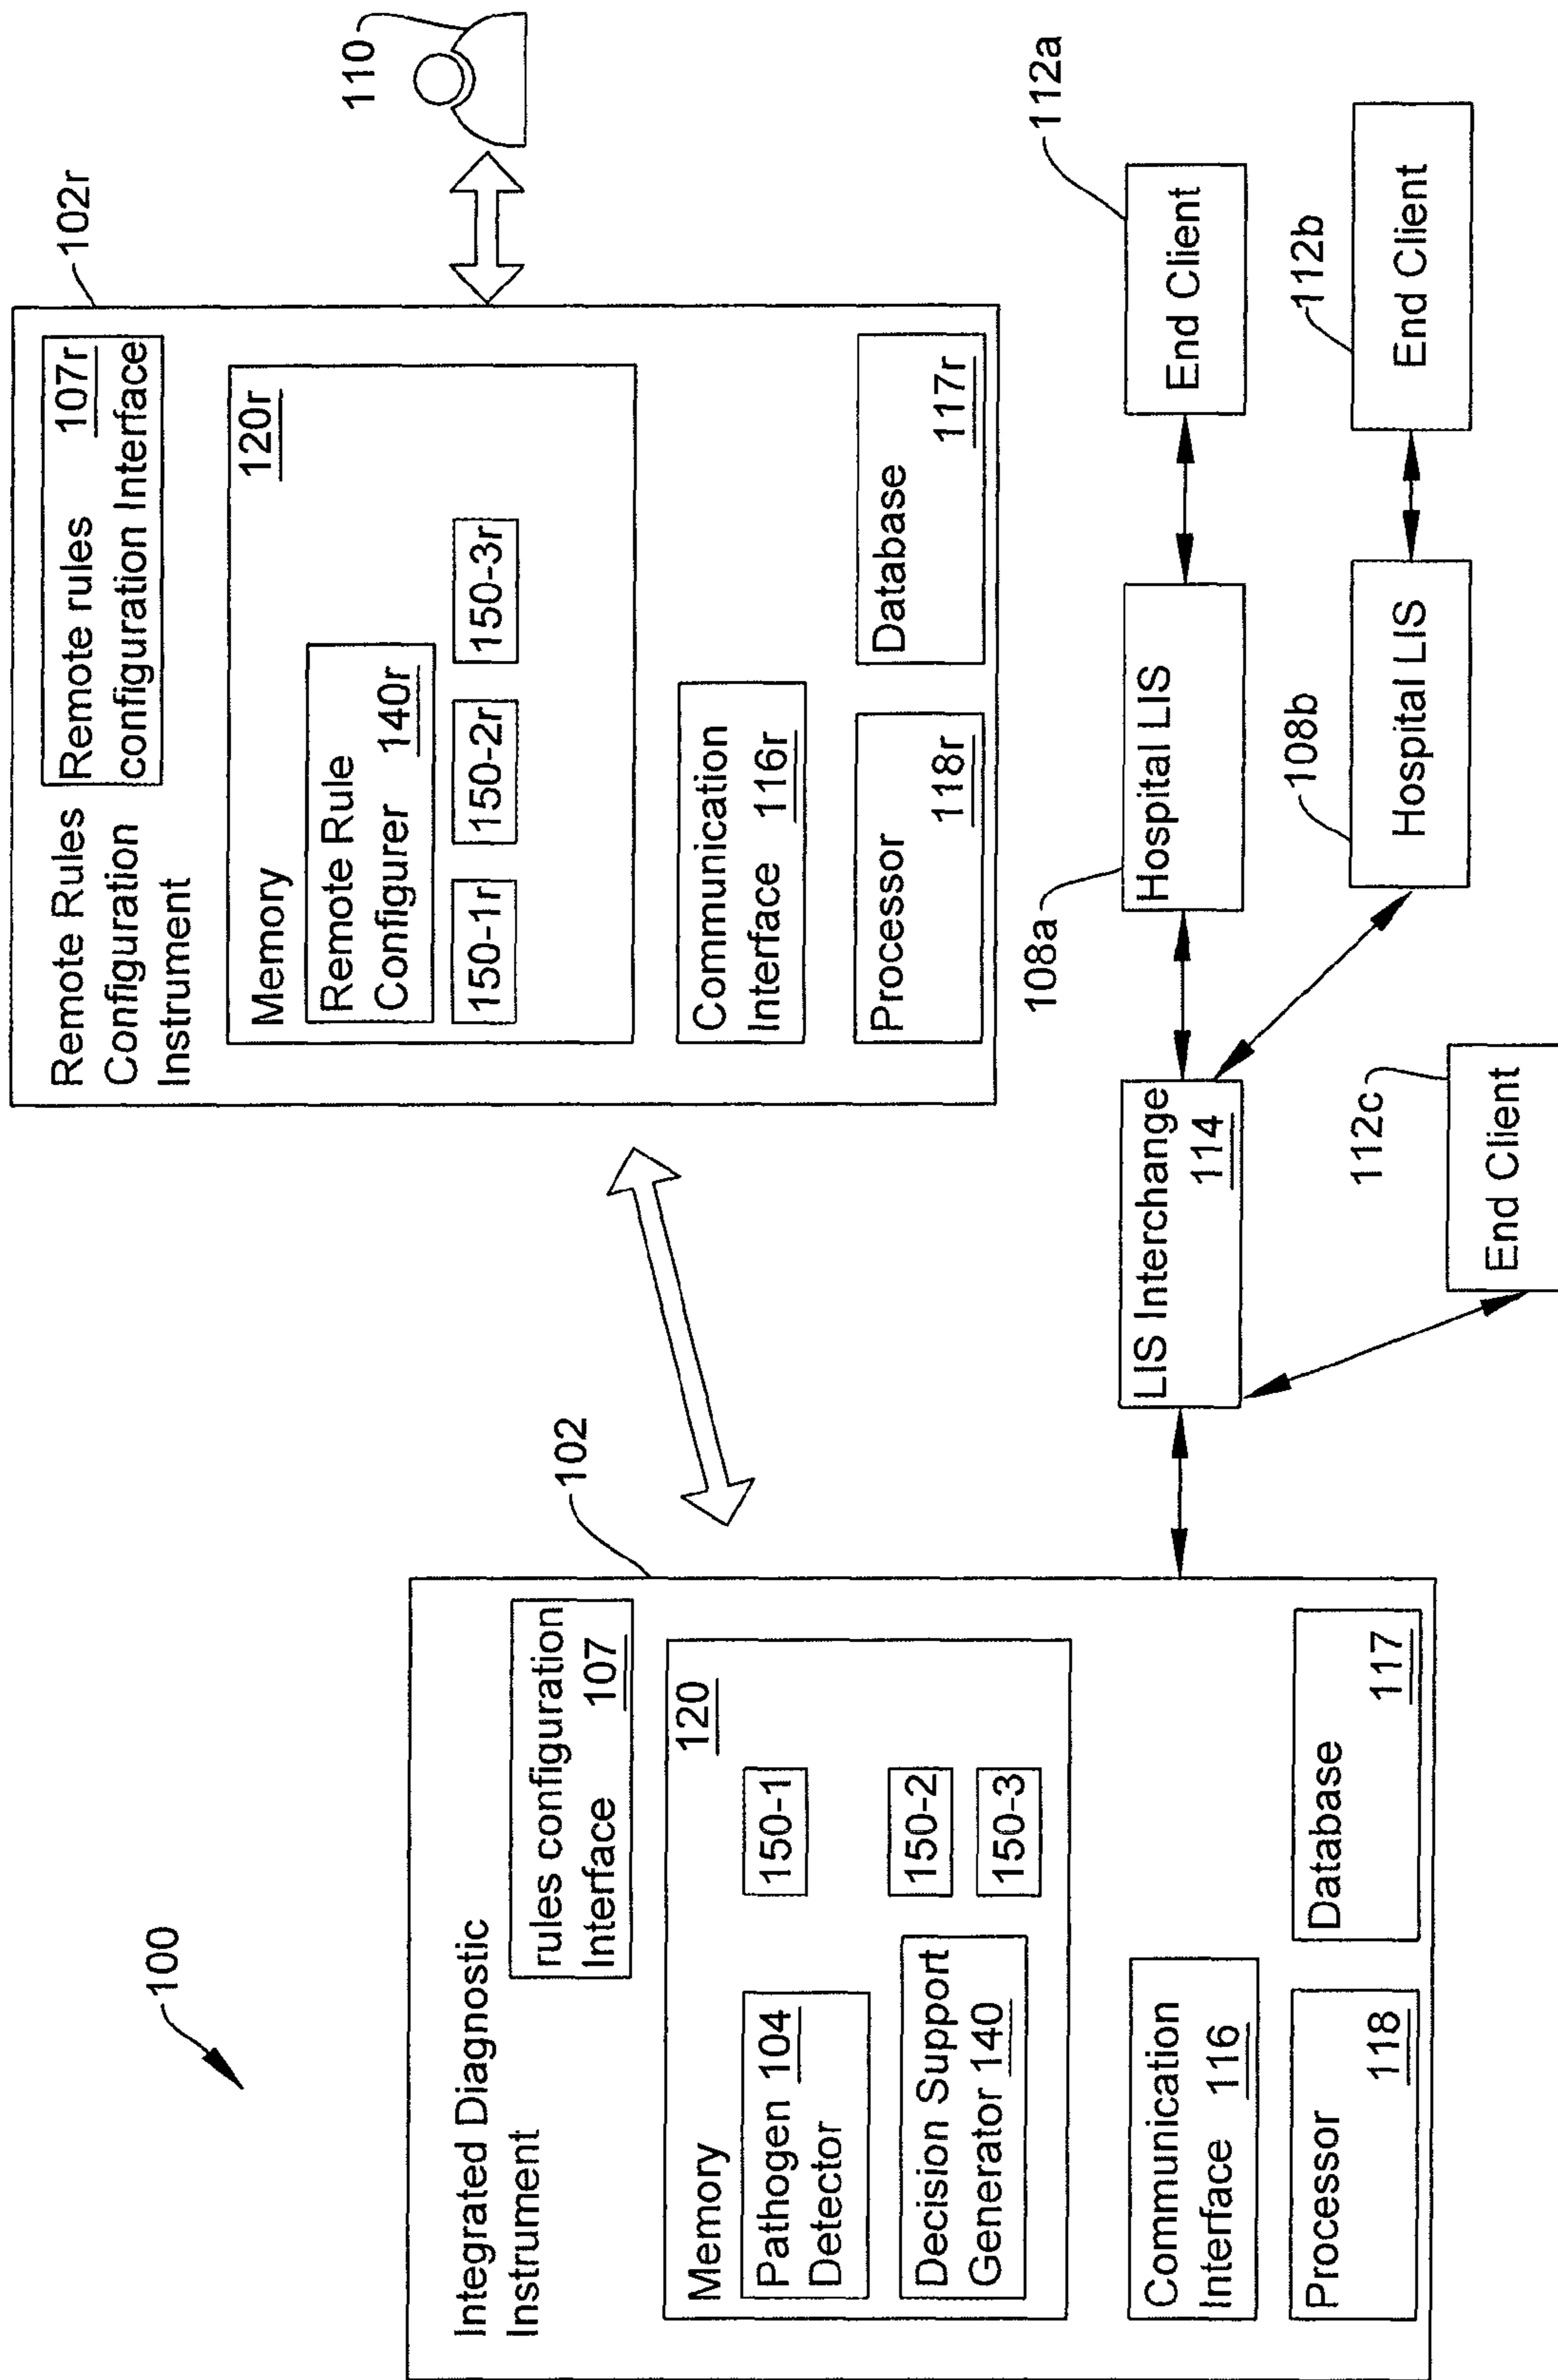 100
Integrated Diagnostic
Instrument
102
rules configuration
Interface 107
Memory
120
Pathogen 104
Detector
150-1
Decision Support
Generator 140
150-2
150-3
Communication
Interface 116
Processor
118
Database
117
Remote Rules
Configuration
Instrument
102r
Remote rules 107r
configuration Interface
Memory
120r
Remote Rule
Configurer 140r
150-1r
150-2r
150-3r
Communication
Interface 116r
Processor
118r
Database
117r
110
LIS Interchange
114
108a
Hospital LIS
112a
End Client
108b
Hospital LIS
112b
End Client
112c
End Client